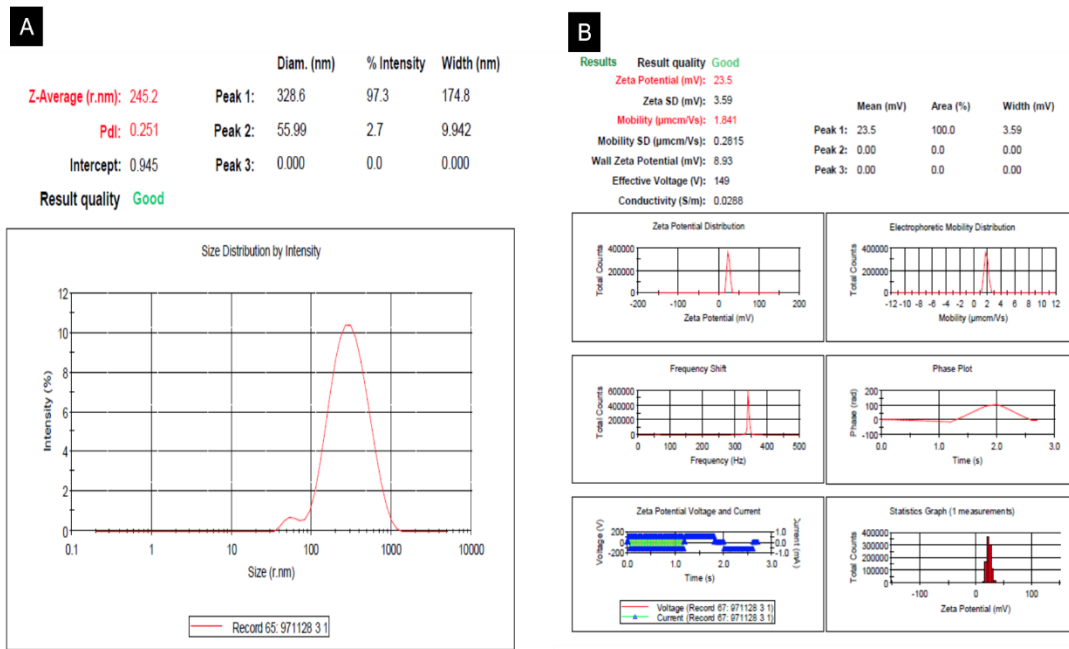 A
Diam. (nm) % Intensity Width (nm)
Z-Average (r.nm): 245.2 Peak 1: 328.6 97.3 174.8
PdI: 0.251 Peak 2: 55.99 2.7 9.942
Intercept: 0.945 Peak 3: 0.000 0.0 0.000
Result quality Good
Size Distribution by Intensity
Intensity (%)
12
10
8
6
4
2
0
0.1 1 10 100 1000 10000
Size (r.nm)
Record 65: 971128 3 1
B
Results Result quality Good
Zeta Potential (mV): 23.5
Zeta SD (mV): 3.59
Mobility (µmcm/Vs): 1.841
Mobility SD (µmcm/Vs): 0.2815
Wall Zeta Potential (mV): 8.93
Effective Voltage (V): 149
Conductivity (S/m): 0.0288
Mean (mV) Area (%) Width (mV)
Peak 1: 23.5 100.0 3.59
Peak 2: 0.00 0.0 0.00
Peak 3: 0.00 0.0 0.00
Zeta Potential Distribution
Total Counts
400000
200000
0
-200 -100 0 100 200
Zeta Potential (mV)
Electrophoretic Mobility Distribution
Total Counts
400000
200000
0
-12 -10 -8 -6 -4 -2 0 2 4 6 8 10 12
Mobility (µmcm/Vs)
Frequency Shift
Total Counts
600000
400000
200000
0
0 100 200 300 400 500
Frequency (Hz)
Phase Plot
Phase (rad)
200
100
0
-100
0.0 1.0 2.0 3.0
Time (s)
Zeta Potential Voltage and Current
Voltage (V)
200
0
-200
1.0
0.0
-1.0
Current (mA)
0.0 1.0 2.0 3.0
Time (s)
Voltage (Record 67: 971128 3 1)
Current (Record 67: 971128 3 1)
Statistics Graph (1 measurements)
Total Counts
400000
300000
200000
100000
0
-100 0 100
Zeta Potential (mV)